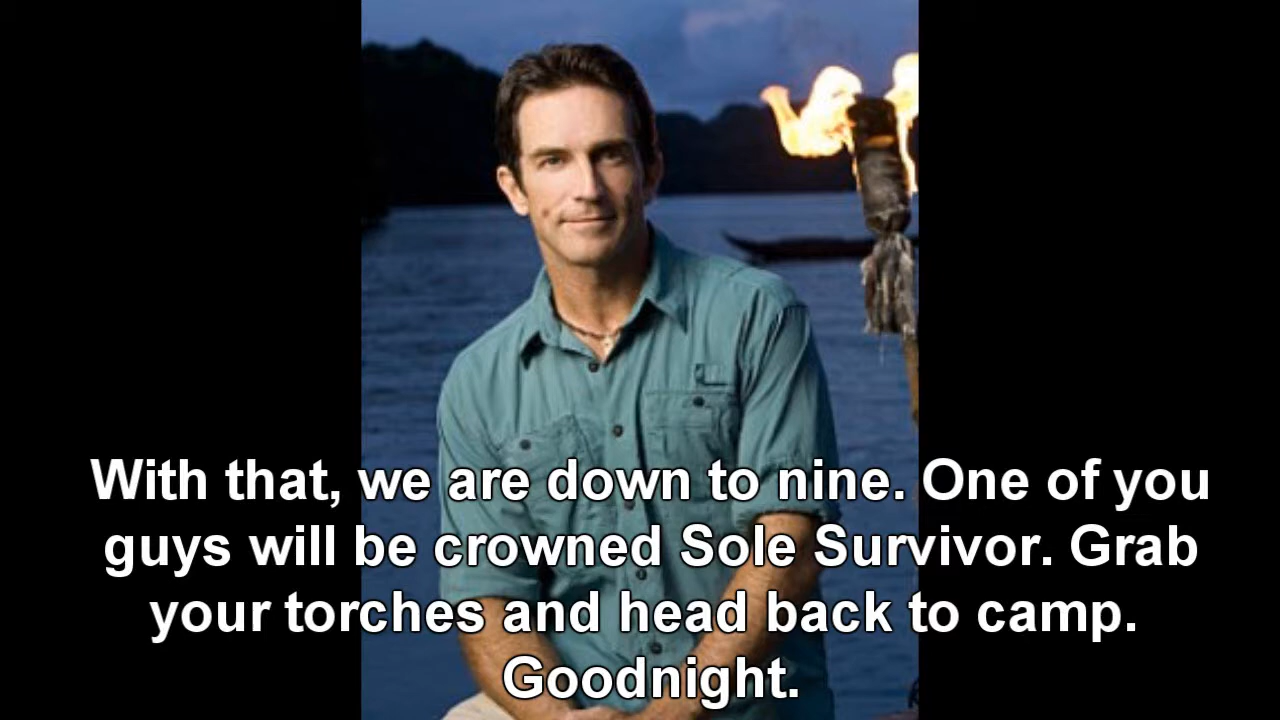 With that, we are down to nine. One of you
guys will be crowned Sole Survivor. Grab
your torches and head back to camp.
Goodnight.